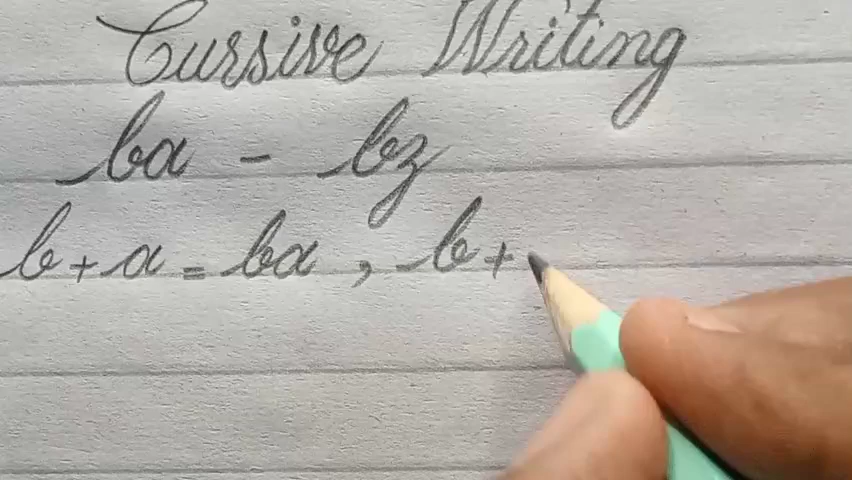 Cursive Writing
ba - bz
b + a = ba , b +